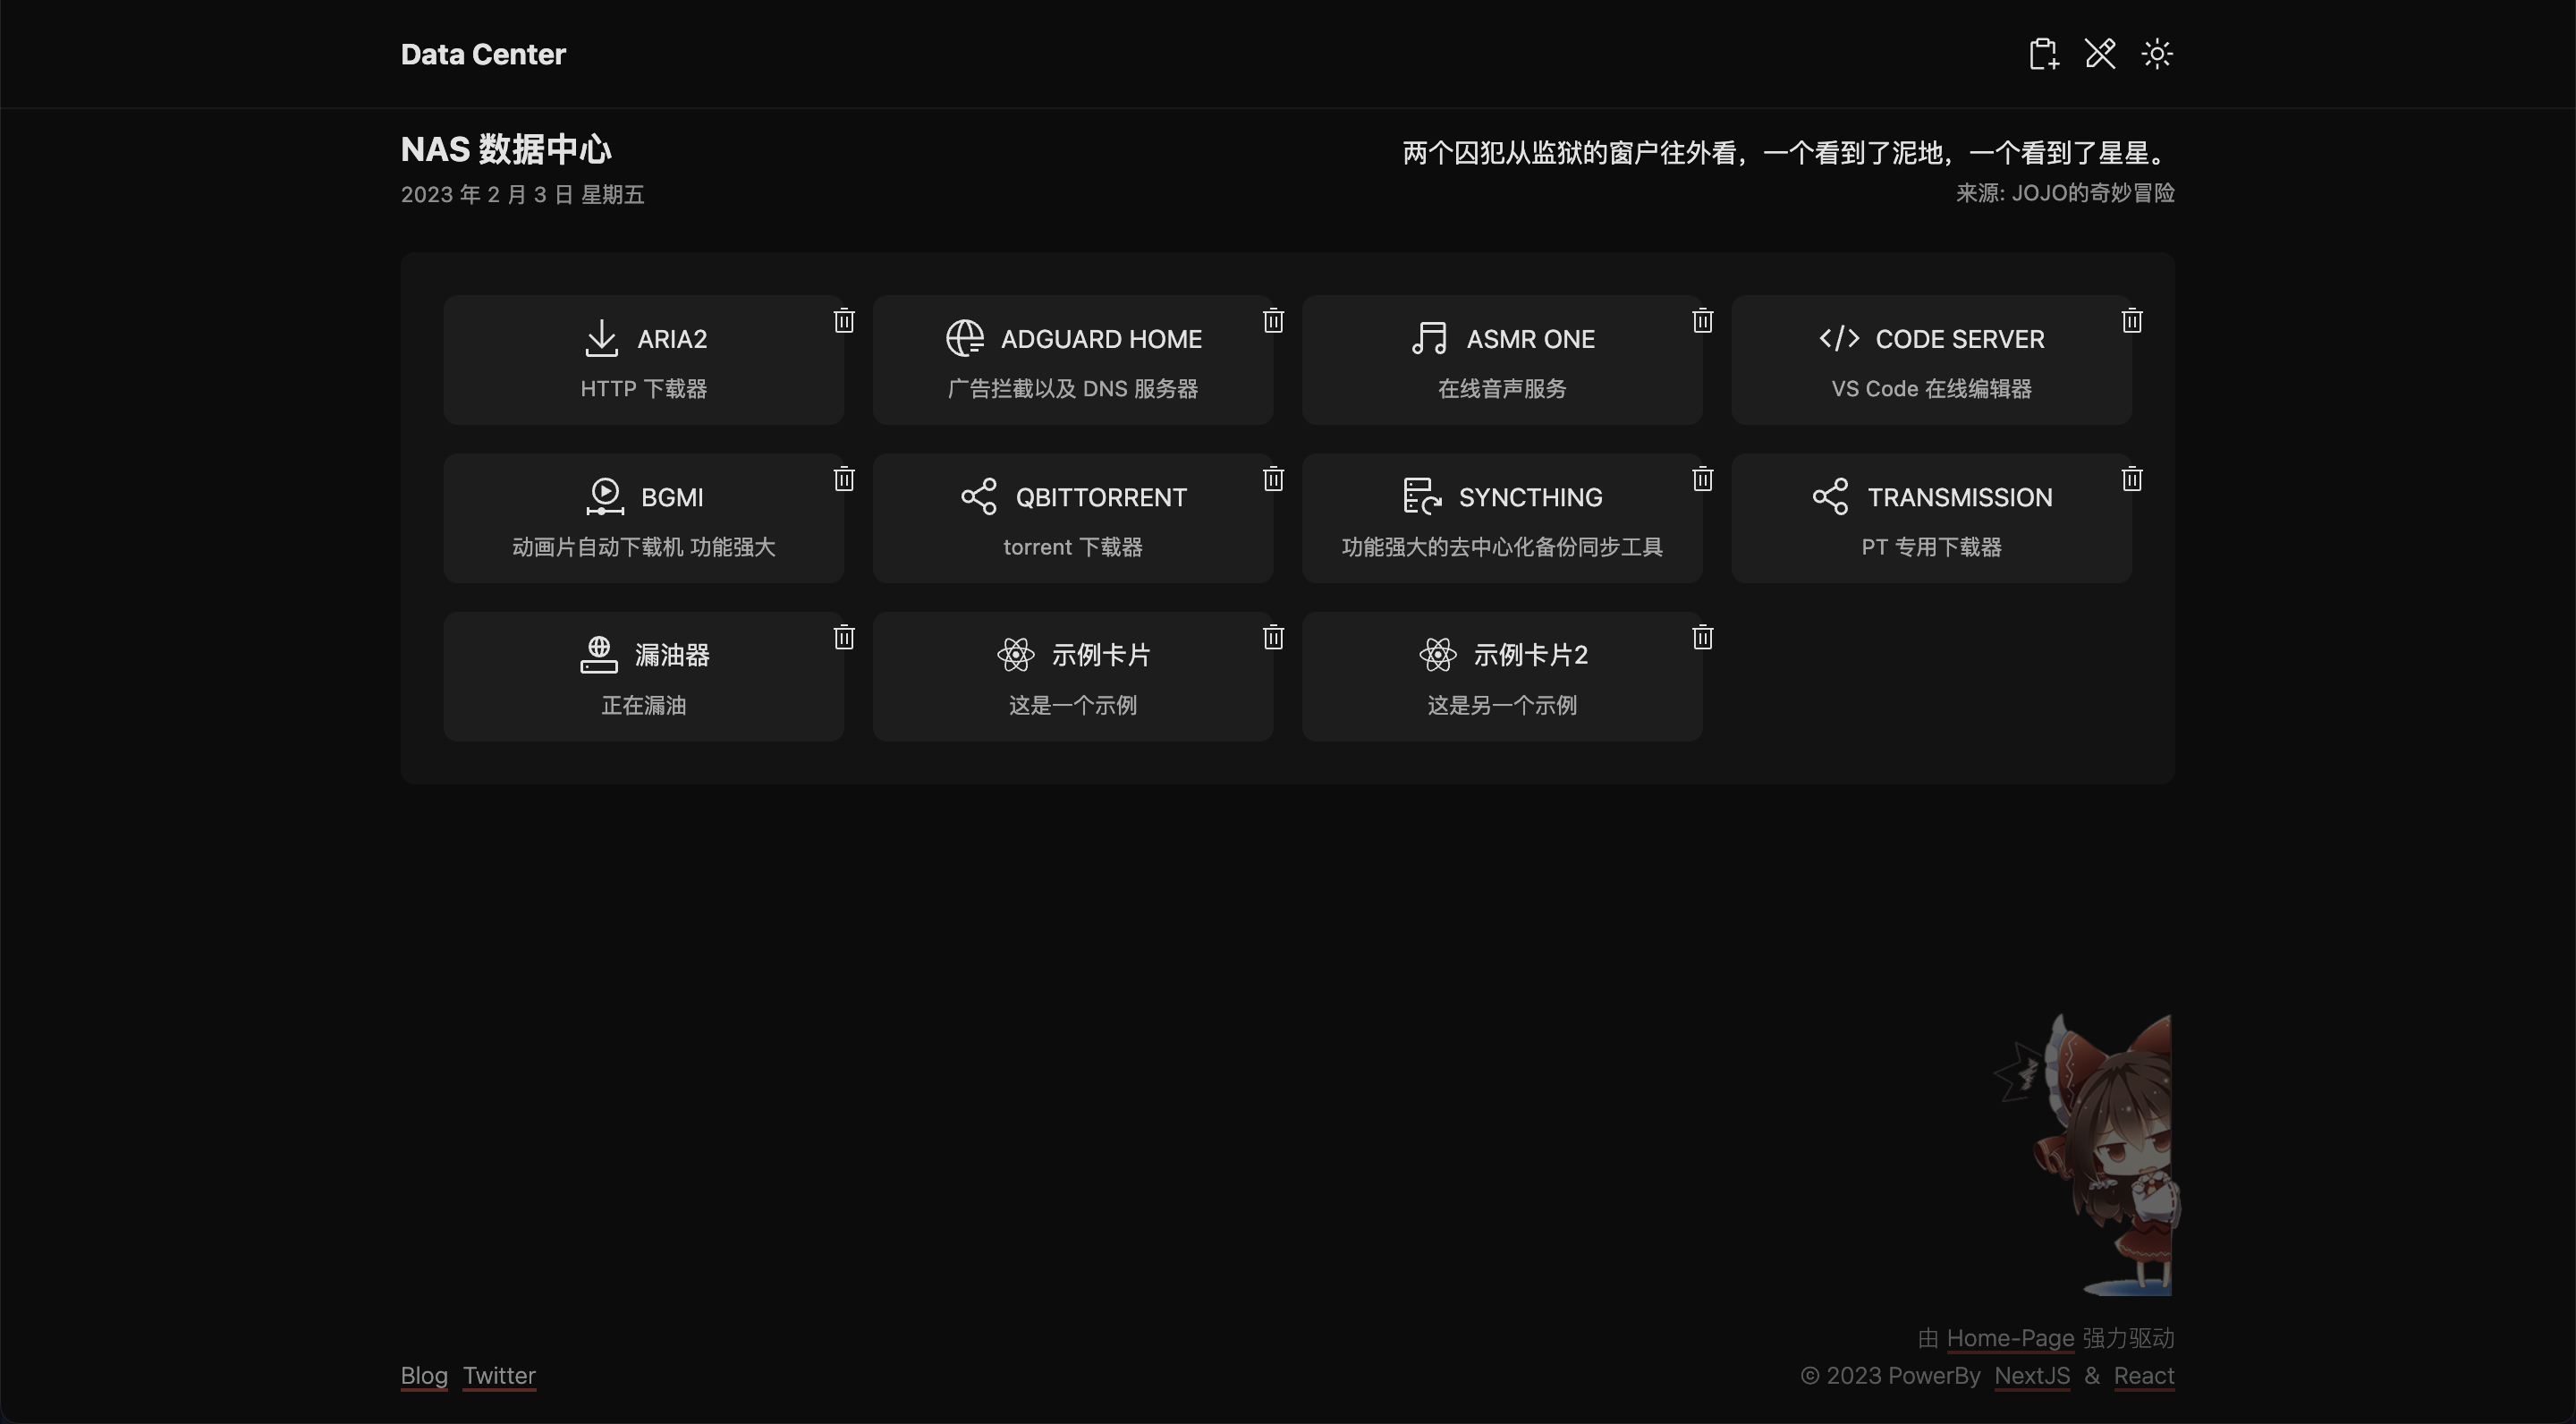 Data Center
NAS 数据中心
2023 年 2 月 3 日 星期五
两个囚犯从监狱的窗户往外看，一个看到了泥地，一个看到了星星。
来源: JOJO的奇妙冒险
ARIA2
HTTP 下载器
ADGUARD HOME
广告拦截以及 DNS 服务器
ASMR ONE
在线音声服务
CODE SERVER
VS Code 在线编辑器
BGMI
动画片自动下载机 功能强大
QBITTORRENT
torrent 下载器
SYNCTHING
功能强大的去中心化备份同步工具
TRANSMISSION
PT 专用下载器
漏油器
正在漏油
示例卡片
这是一个示例
示例卡片2
这是另一个示例
由 Home-Page 强力驱动
Blog Twitter
© 2023 PowerBy NextJS & React